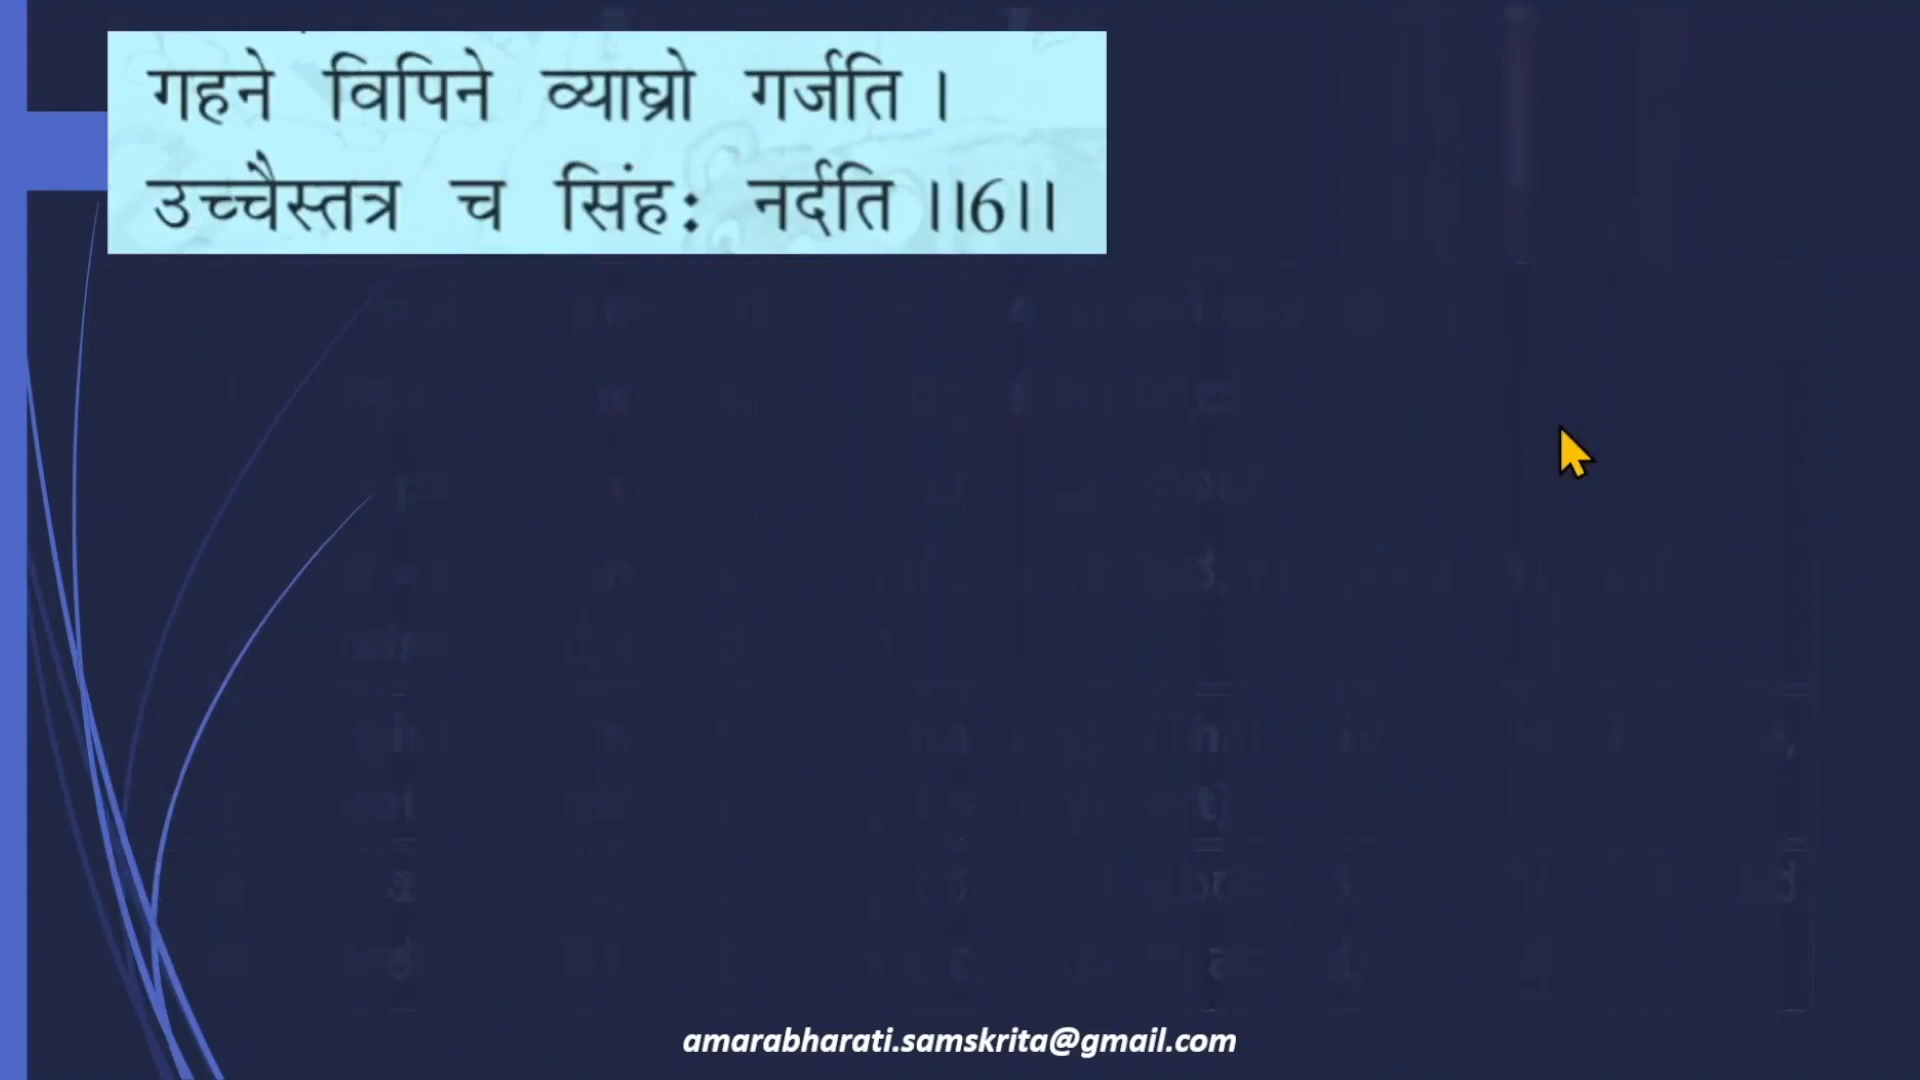 गहने विपिने व्याघ्रो गर्जति ।
उच्चैस्तत्र च सिंहः नर्दति ।।6।।
amarabharati.samskrita@gmail.com